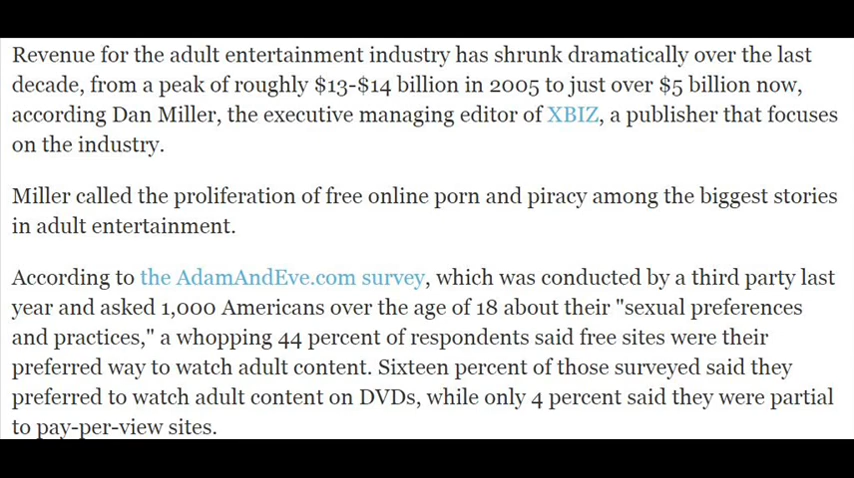 Revenue for the adult entertainment industry has shrunk dramatically over the last
decade, from a peak of roughly $13-$14 billion in 2005 to just over $5 billion now,
according Dan Miller, the executive managing editor of XBIZ, a publisher that focuses
on the industry.
Miller called the proliferation of free online porn and piracy among the biggest stories
in adult entertainment.
According to the AdamAndEve.com survey, which was conducted by a third party last
year and asked 1,000 Americans over the age of 18 about their "sexual preferences
and practices," a whopping 44 percent of respondents said free sites were their
preferred way to watch adult content. Sixteen percent of those surveyed said they
preferred to watch adult content on DVDs, while only 4 percent said they were partial
to pay-per-view sites.